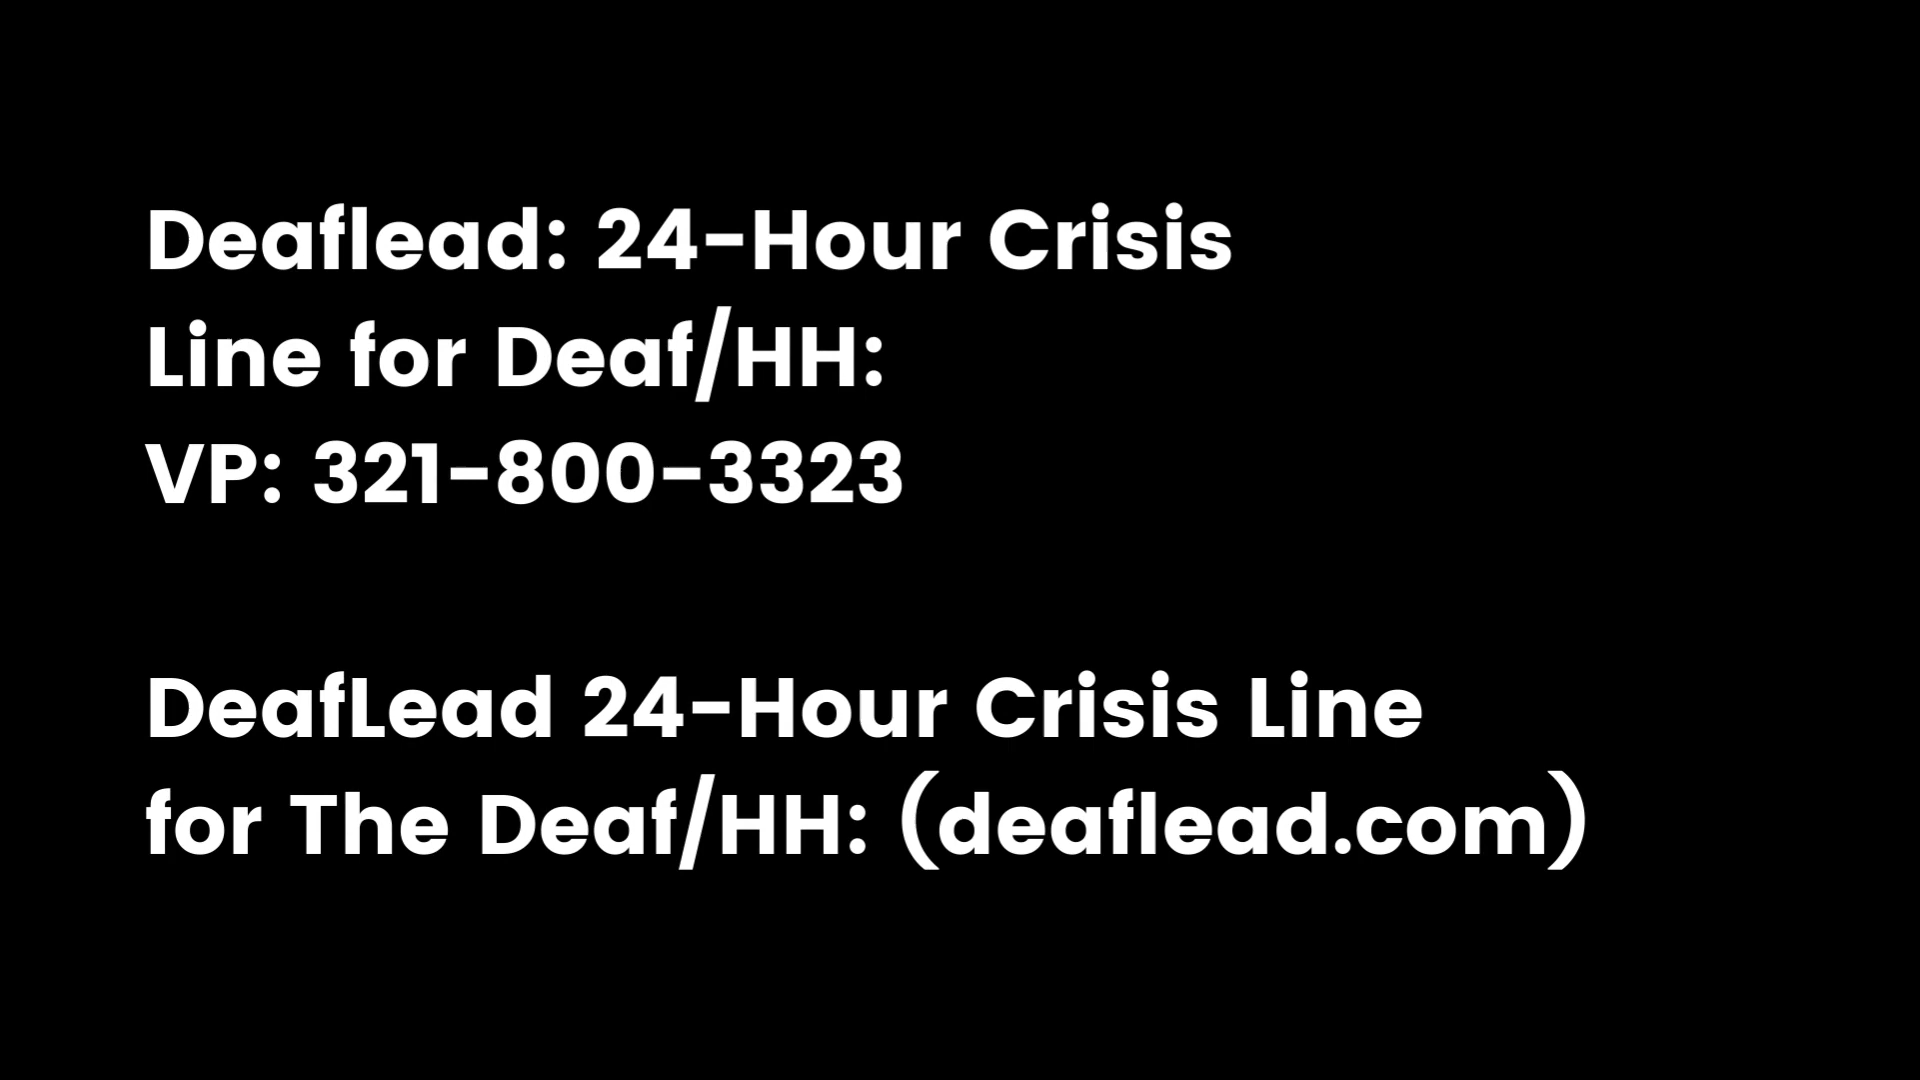 Deaflead: 24-Hour Crisis
Line for Deaf/HH:
VP: 321-800-3323
DeafLead 24-Hour Crisis Line
for The Deaf/HH: (deaflead.com)